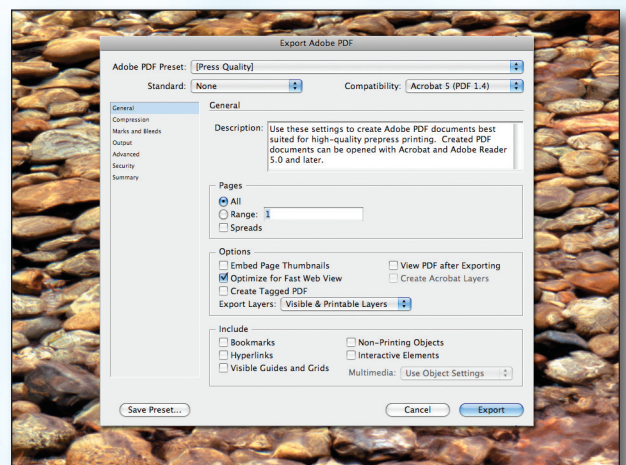 Export Adobe PDF
Adobe PDF Preset: [Press Quality]
Standard: None Compatibility: Acrobat 5 (PDF 1.4)
General
Compression
Marks and Bleeds
Output
Advanced
Security
Summary
General
Description: Use these settings to create Adobe PDF documents best
suited for high-quality prepress printing. Created PDF
documents can be opened with Acrobat and Adobe Reader
5.0 and later.
Pages
All
Range: 1
Spreads
Options
Embed Page Thumbnails View PDF after Exporting
Optimize for Fast Web View Create Acrobat Layers
Create Tagged PDF
Export Layers: Visible & Printable Layers
Include
Bookmarks Non-Printing Objects
Hyperlinks Interactive Elements
Visible Guides and Grids Multimedia: Use Object Settings
Save Preset... Cancel Export